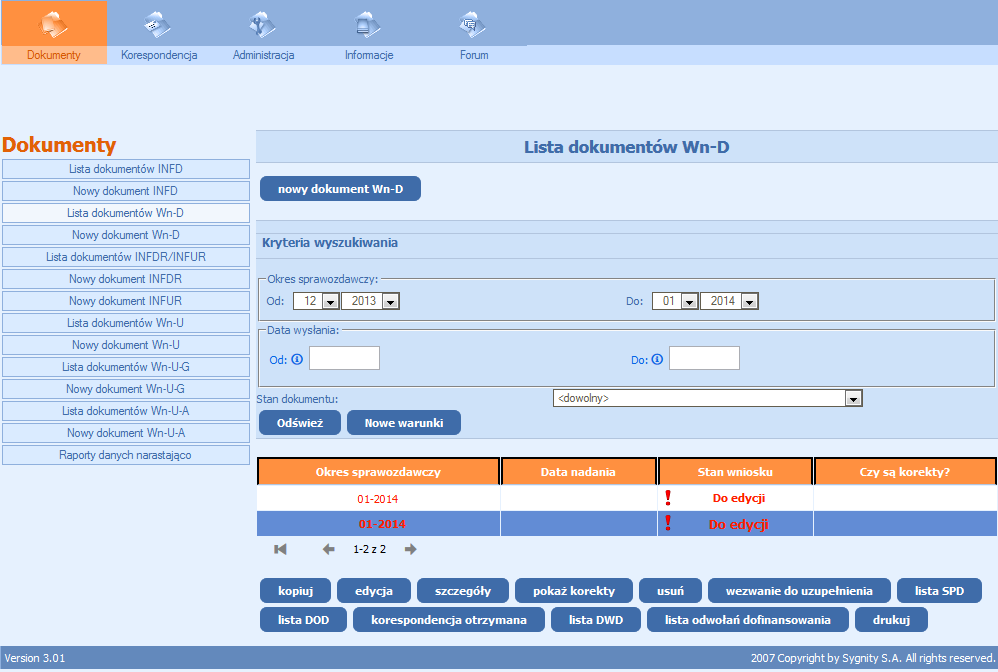 Dokumenty Korespondencja Administracja Informacje Forum
Dokumenty
Lista dokumentów INFD
Nowy dokument INFD
Lista dokumentów Wn-D
Nowy dokument Wn-D
Lista dokumentów INFDR/INFUR
Nowy dokument INFDR
Nowy dokument INFUR
Lista dokumentów Wn-U
Nowy dokument Wn-U
Lista dokumentów Wn-U-G
Nowy dokument Wn-U-G
Lista dokumentów Wn-U-A
Nowy dokument Wn-U-A
Raporty danych narastająco
Lista dokumentów Wn-D
nowy dokument Wn-D
Kryteria wyszukiwania
Okres sprawozdawczy:
Od: 12 2013 Do: 01 2014
Data wysłania:
Od: Do:
Stan dokumentu: <dowolny>
Odśwież Nowe warunki
Okres sprawozdawczy Data nadania Stan wniosku Czy są korekty?
01-2014 Do edycji
01-2014 Do edycji
1-2 z 2
kopiuj edycja szczegóły pokaż korekty usuń wezwanie do uzupełnienia lista SPD
lista DOD korespondencja otrzymana lista DWD lista odwołań dofinansowania drukuj
Version 3.01 2007 Copyright by Sygnity S.A. All rights reserved.